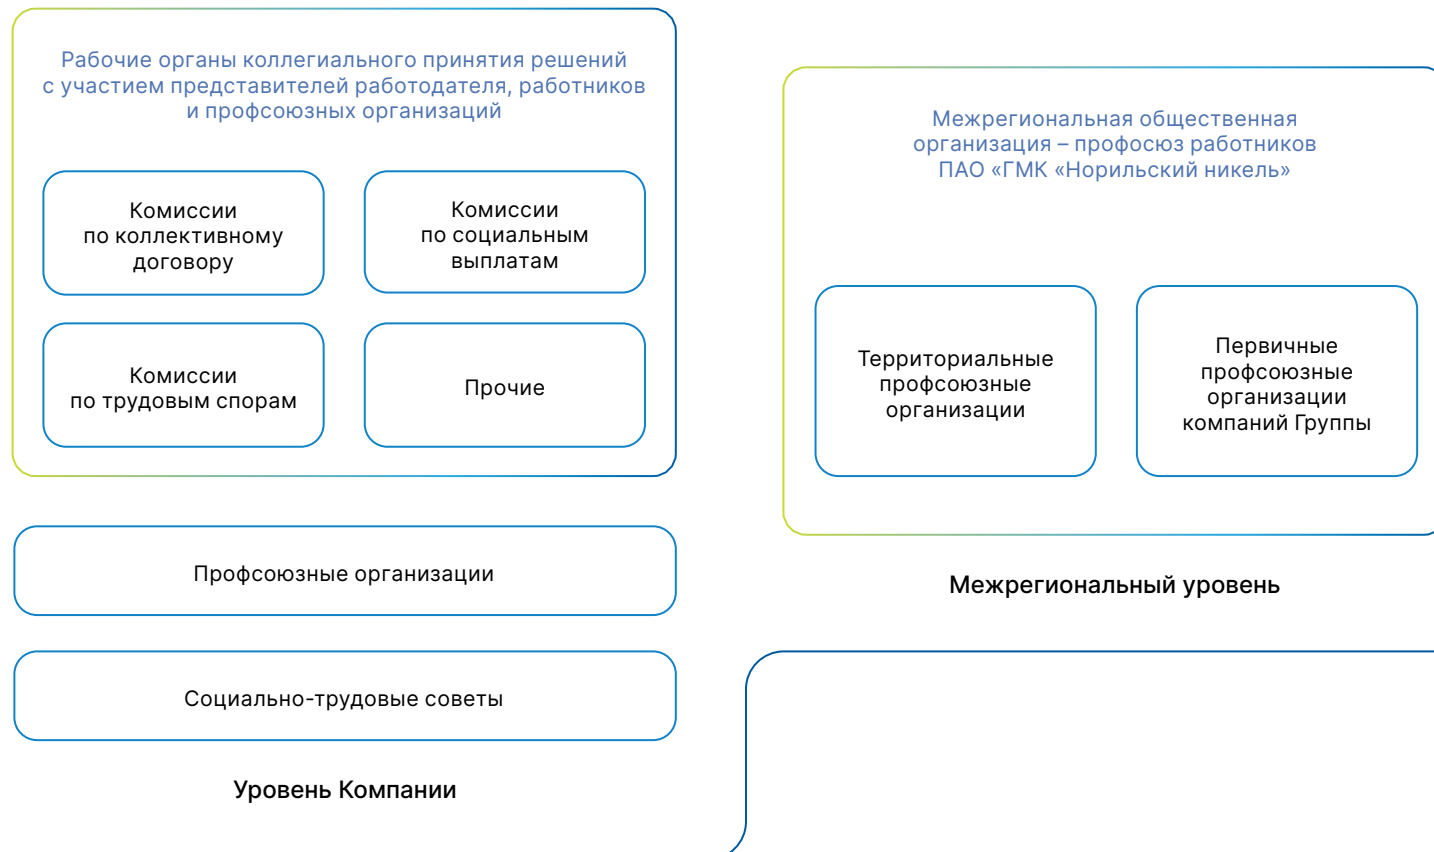 Рабочие органы коллегиального принятия решений
с участием представителей работодателя, работников
и профсоюзных организаций
Комиссии
по коллективному
договору
Комиссии
по социальным
выплатам
Комиссии
по трудовым спорам
Прочие
Профсоюзные организации
Социально-трудовые советы
Уровень Компании
Межрегиональная общественная
организация – профосюз работников
ПАО «ГМК «Норильский никель»
Территориальные
профсоюзные
организации
Первичные
профсоюзные
организации
компаний Группы
Межрегиональный уровень